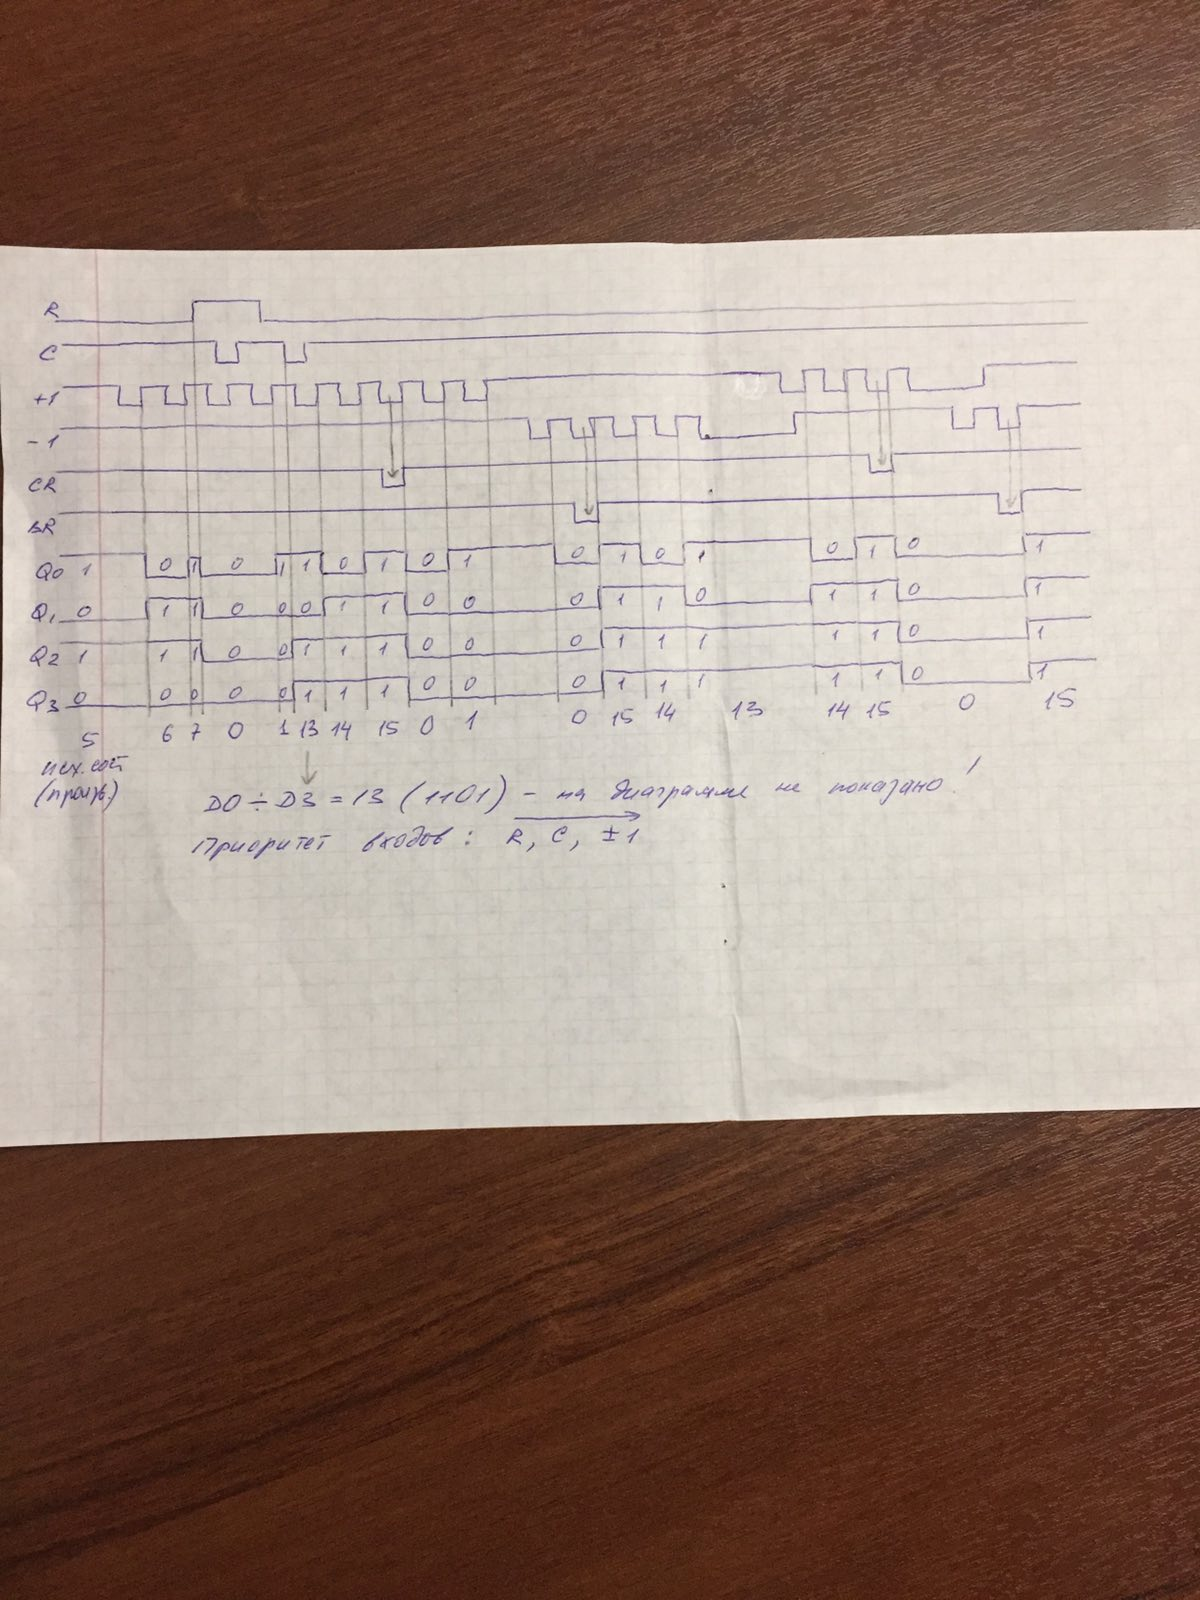 R
C
+1
-1
CR
BR
Q0 1 0 1 0 1 1 0 1 0 1 0 1 0 1 0 1 0 1
Q1 0 1 1 0 0 0 1 1 0 0 0 1 1 0 1 1 0 1
Q2 1 1 1 0 0 1 1 1 0 0 0 1 1 1 1 1 0 1
Q3 0 0 0 0 0 1 1 1 0 0 0 1 1 1 1 1 0 1
5 6 7 0 1 13 14 15 0 1 0 15 14 13 14 15 0 15
исх. сост
(произв.)
D0 ÷ D3 = 13 (1101) - на диаграмме не показано!
Приоритет входов: R, C, ±1